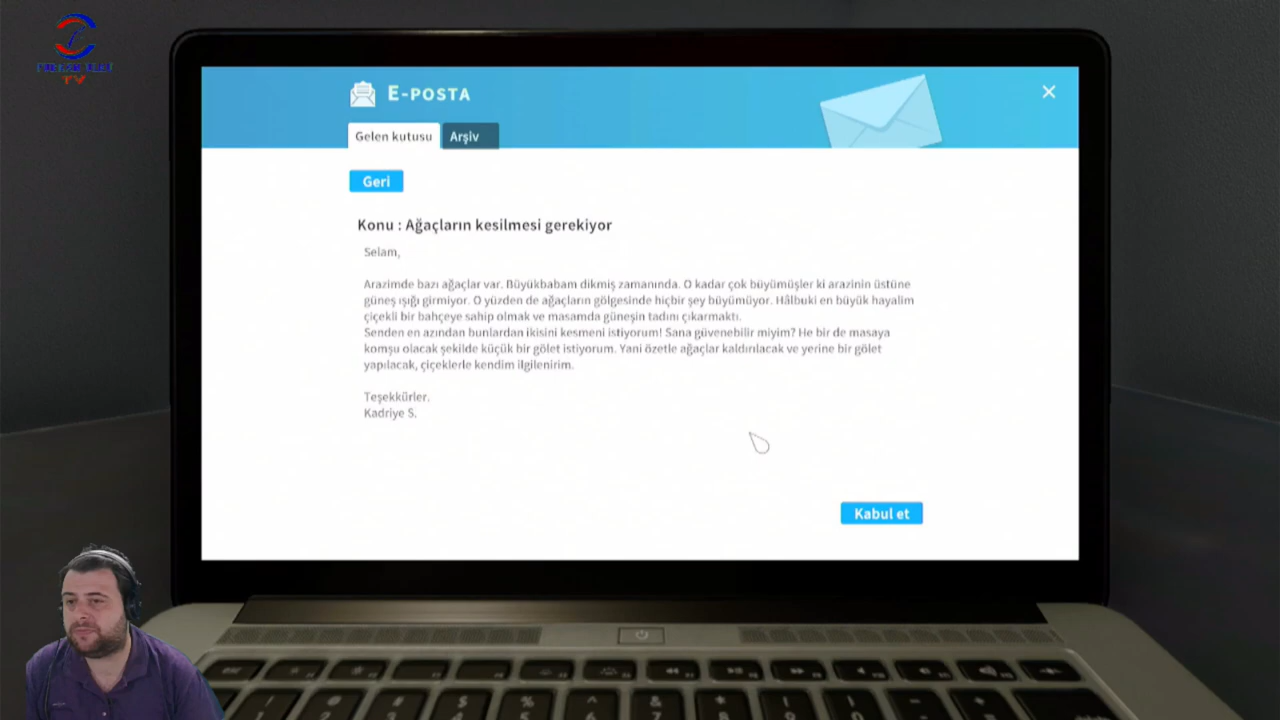 E-POSTA
Gelen kutusu
Arşiv
Geri
Konu : Ağaçların kesilmesi gerekiyor
Selam,
Arazimde bazı ağaçlar var. Büyükbabam dikmiş zamanında. O kadar çok büyümüşler ki arazinin üstüne
güneş ışığı girmiyor. O yüzden de ağaçların gölgesinde hiçbir şey büyümüyor. Hâlbuki en büyük hayalim
çiçekli bir bahçeye sahip olmak ve masamda güneşin tadını çıkarmaktı.
Senden en azından bunlardan ikisini kesmeni istiyorum! Sana güvenebilir miyim? He bir de masaya
komşu olacak şekilde küçük bir gölet istiyorum. Yani özetle ağaçlar kaldırılacak ve yerine bir gölet
yapılacak, çiçeklerle kendim ilgilenirim.
Teşekkürler.
Kadriye S.
Kabul et
TV